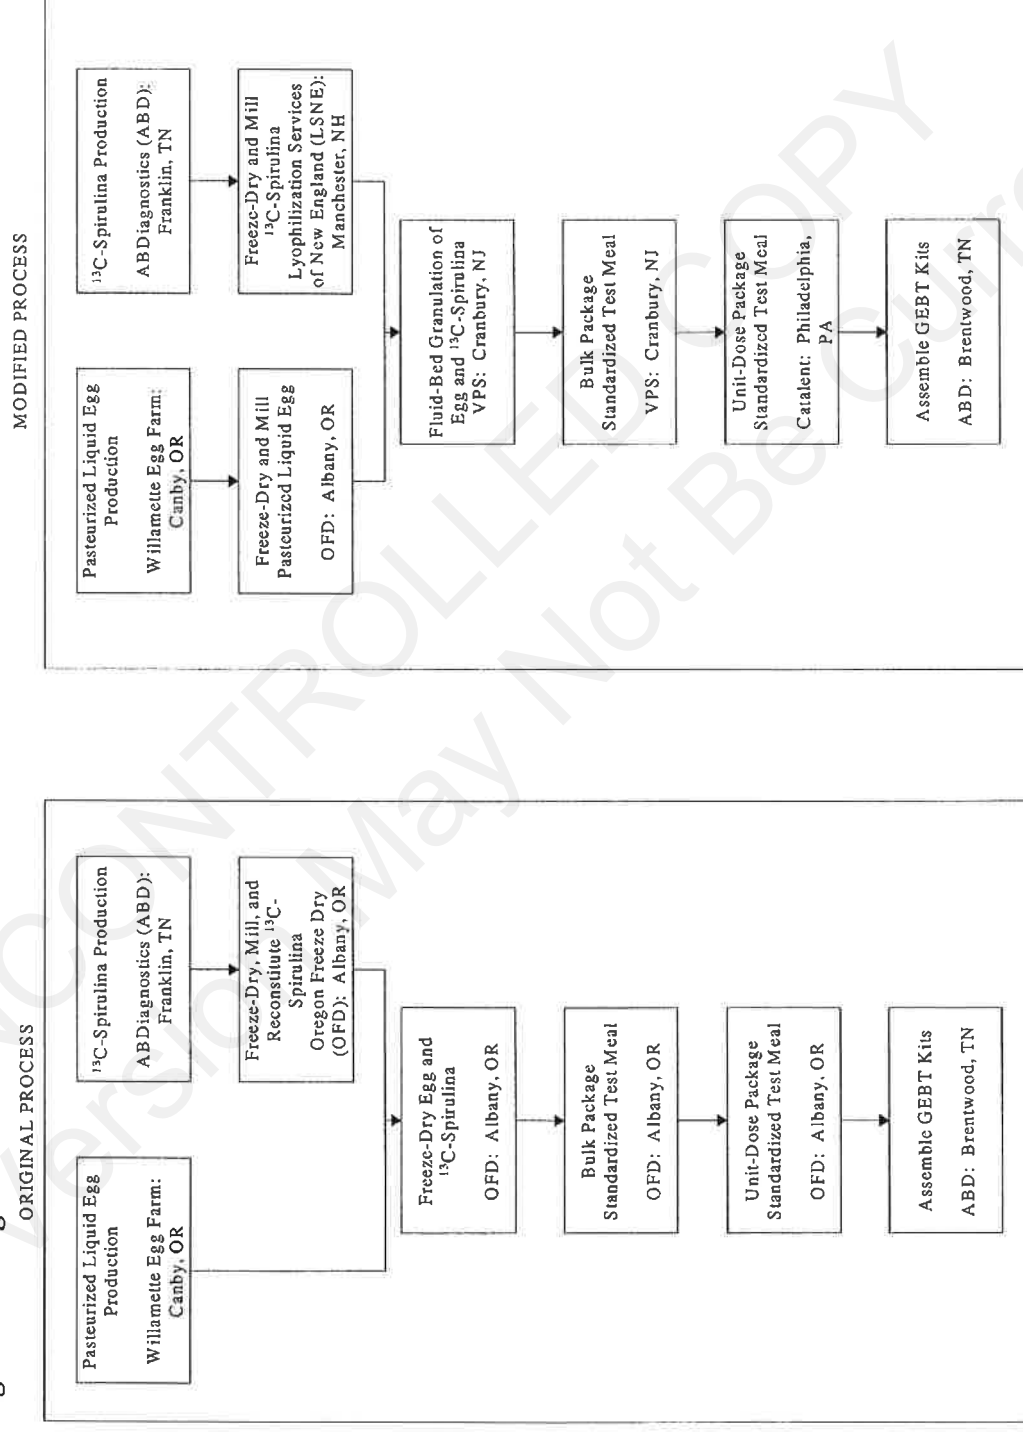 ORIGINAL PROCESS
Pasteurized Liquid Egg
Production
Willamette Egg Farm:
Canby, OR
¹³C-Spirulina Production
ABDiagnostics (ABD):
Franklin, TN
Freeze-Dry, Mill, and
Reconstitute ¹³C-
Spirulina
Oregon Freeze Dry
(OFD): Albany, OR
Freeze-Dry Egg and
¹³C-Spirulina
OFD: Albany, OR
Bulk Package
Standardized Test Meal
OFD: Albany, OR
Unit-Dose Package
Standardized Test Meal
OFD: Albany, OR
Assemble GEBT Kits
ABD: Brentwood, TN
MODIFIED PROCESS
Pasteurized Liquid Egg
Production
Willamette Egg Farm:
Canby, OR
¹³C-Spirulina Production
ABDiagnostics (ABD):
Franklin, TN
Freeze-Dry and Mill
Pasteurized Liquid Egg
OFD: Albany, OR
Freeze-Dry and Mill
¹³C-Spirulina
Lyophilization Services
of New England (LSNE):
Manchester, NH
Fluid-Bed Granulation of
Egg and ¹³C-Spirulina
VPS: Cranbury, NJ
Bulk Package
Standardized Test Meal
VPS: Cranbury, NJ
Unit-Dose Package
Standardized Test Meal
Catalent: Philadelphia,
PA
Assemble GEBT Kits
ABD: Brentwood, TN
NCONTROLLED COPY
Version May Not Be Curre